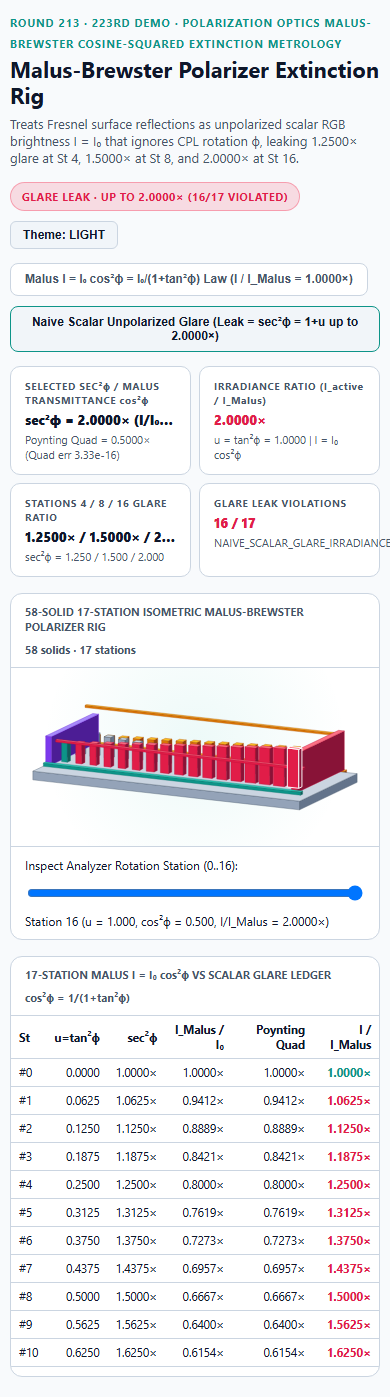 ROUND 213 · 223RD DEMO · POLARIZATION OPTICS MALUS-
BREWSTER COSINE-SQUARED EXTINCTION METROLOGY
Malus-Brewster Polarizer Extinction
Rig
Treats Fresnel surface reflections as unpolarized scalar RGB
brightness I = I₀ that ignores CPL rotation ϕ, leaking 1.2500×
glare at St 4, 1.5000× at St 8, and 2.0000× at St 16.
GLARE LEAK · UP TO 2.0000× (16/17 VIOLATED)
Theme: LIGHT
Malus I = I₀ cos²ϕ = I₀/(1+tan²ϕ) Law (I / I_Malus = 1.0000×)
Naive Scalar Unpolarized Glare (Leak = sec²ϕ = 1+u up to
2.0000×)
SELECTED SEC²ϕ / MALUS
TRANSMITTANCE cos²ϕ
sec²ϕ = 2.0000× (I/I₀...
Poynting Quad = 0.5000×
(Quad err 3.33e-16)
IRRADIANCE RATIO (I_active
/ I_Malus)
2.0000×
u = tan²ϕ = 1.0000 | I = I₀
cos²ϕ
STATIONS 4 / 8 / 16 GLARE
RATIO
1.2500× / 1.5000× / 2...
sec²ϕ = 1.250 / 1.500 / 2.000
GLARE LEAK VIOLATIONS
16 / 17
NAIVE_SCALAR_GLARE_IRRADIANCE
58-SOLID 17-STATION ISOMETRIC MALUS-BREWSTER
POLARIZER RIG
58 solids · 17 stations
Inspect Analyzer Rotation Station (0..16):
Station 16 (u = 1.000, cos²ϕ = 0.500, I/I_Malus = 2.0000×)
17-STATION MALUS I = I₀ cos²ϕ VS SCALAR GLARE LEDGER
cos²ϕ = 1/(1+tan²ϕ)
St u=tan²ϕ sec²ϕ I_Malus / I₀ Poynting Quad I / I_Malus
#0 0.0000 1.0000× 1.0000× 1.0000× 1.0000×
#1 0.0625 1.0625× 0.9412× 0.9412× 1.0625×
#2 0.1250 1.1250× 0.8889× 0.8889× 1.1250×
#3 0.1875 1.1875× 0.8421× 0.8421× 1.1875×
#4 0.2500 1.2500× 0.8000× 0.8000× 1.2500×
#5 0.3125 1.3125× 0.7619× 0.7619× 1.3125×
#6 0.3750 1.3750× 0.7273× 0.7273× 1.3750×
#7 0.4375 1.4375× 0.6957× 0.6957× 1.4375×
#8 0.5000 1.5000× 0.6667× 0.6667× 1.5000×
#9 0.5625 1.5625× 0.6400× 0.6400× 1.5625×
#10 0.6250 1.6250× 0.6154× 0.6154× 1.6250×